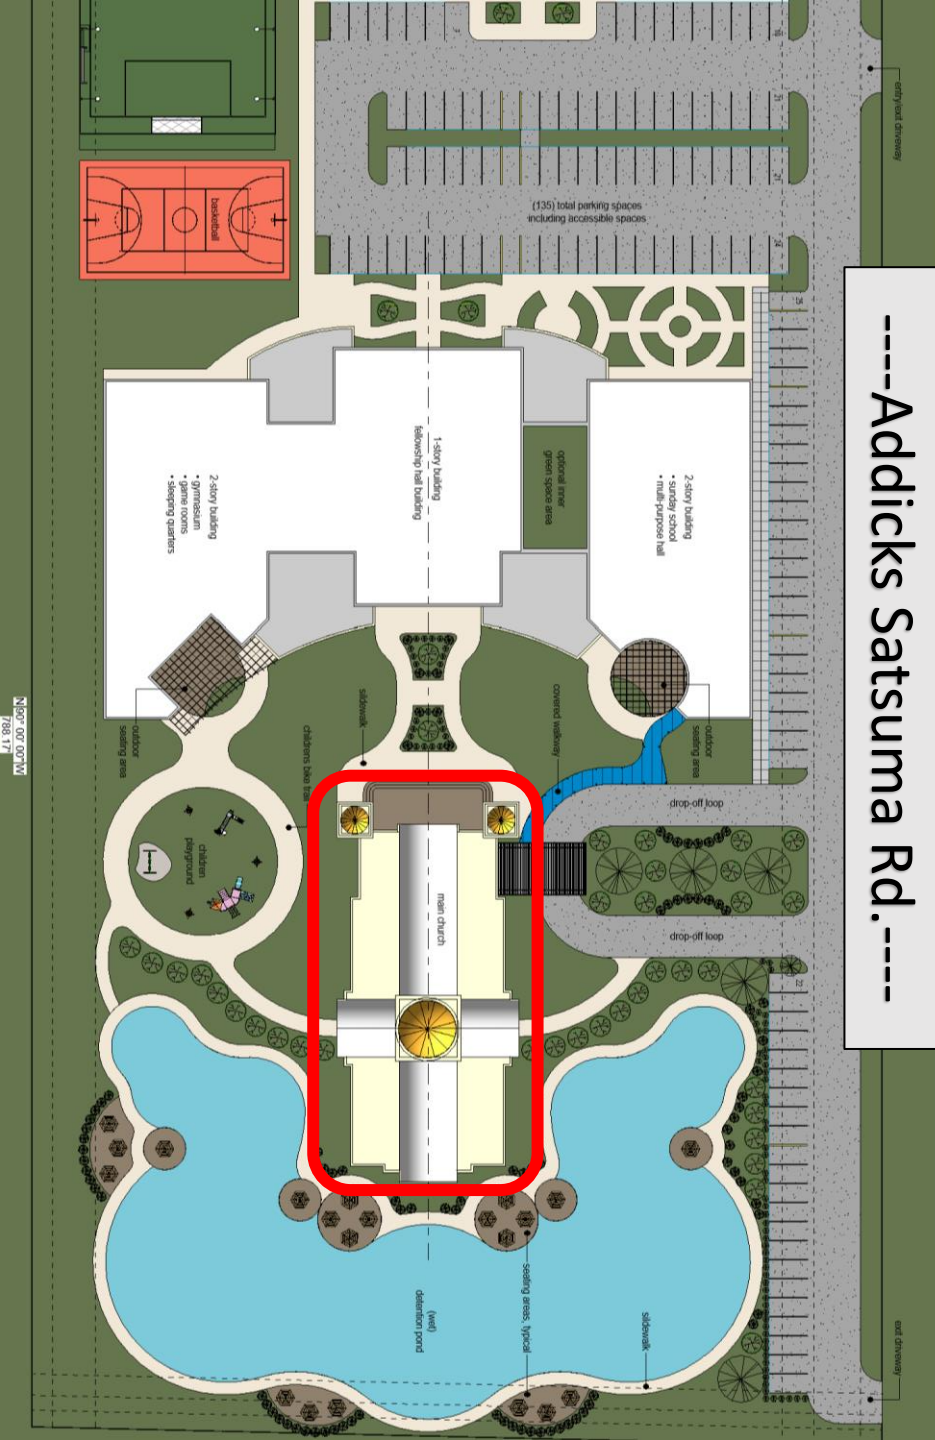 entry/exit driveway
(135) total parking spaces
including accessible spaces
basketball
----Addicks Satsuma Rd.----
1-story building
fellowship hall building
optional inner
green space area
2-story building
• sunday school
• multi-purpose hall
2-story building
• gymnasium
• game rooms
• sleeping quarters
N90° 00' 00"W
788.17'
outdoor
seating area
sidewalk
childrens bike trail
covered walkway
outdoor
seating area
drop-off loop
children
playground
main church
drop-off loop
22
(wet)
detention pond
seating areas, typical
sidewalk
exit driveway